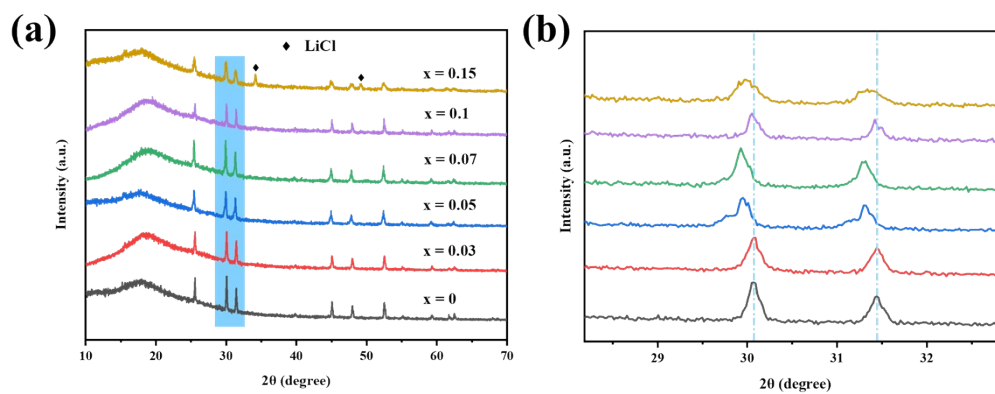 (a)
Intensity (a.u.)
♦ LiCl
x = 0.15
x = 0.1
x = 0.07
x = 0.05
x = 0.03
x = 0
10 20 30 40 50 60 70
2θ (degree)
(b)
Intensity (a.u.)
29 30 31 32
2θ (degree)